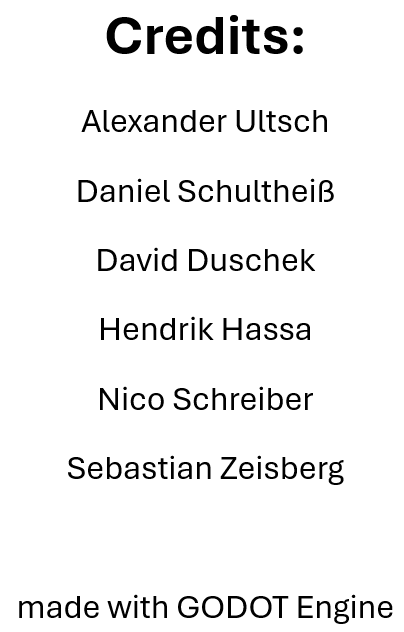 Credits:
Alexander Ultsch
Daniel Schultheiß
David Duschek
Hendrik Hassa
Nico Schreiber
Sebastian Zeisberg
made with GODOT Engine